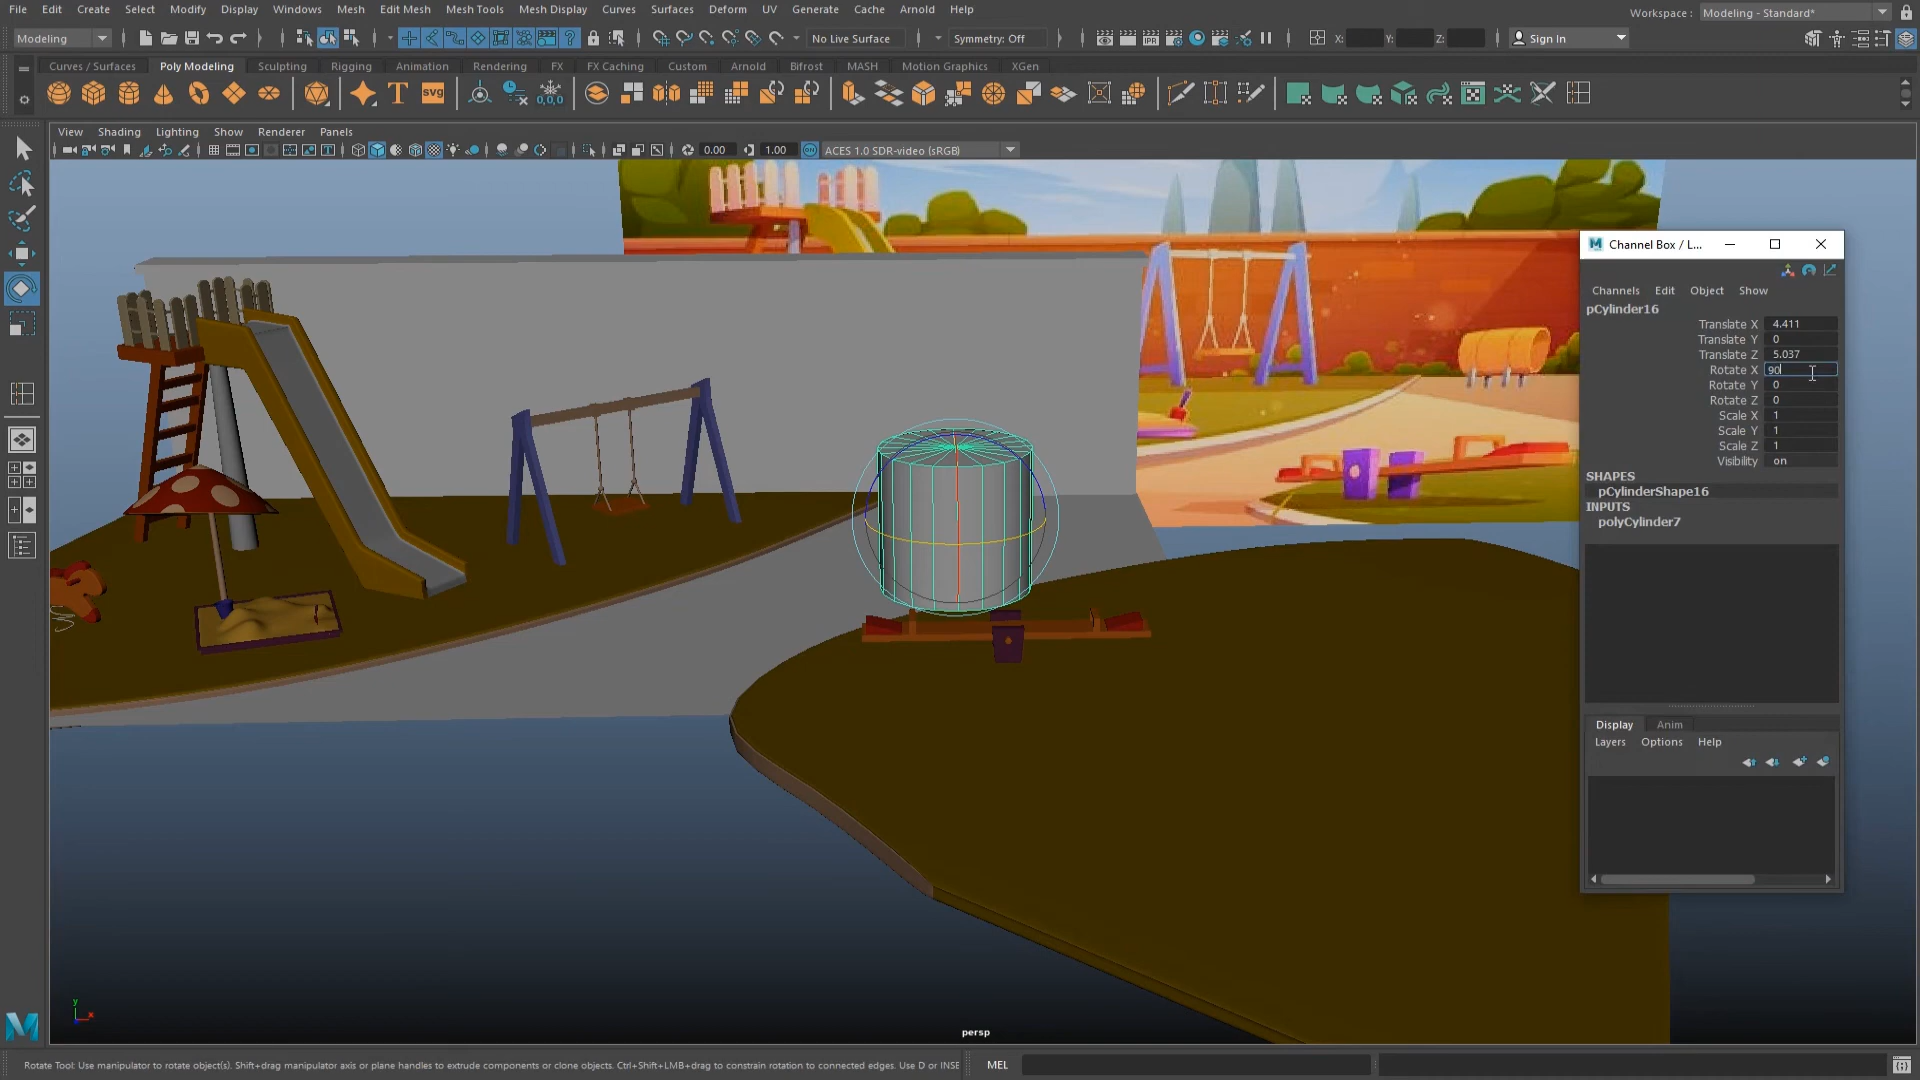 File Edit Create Select Modify Display Windows Mesh Edit Mesh Mesh Tools Mesh Display Curves Surfaces Deform UV Generate Cache Arnold Help
Workspace : Modeling - Standard*
Modeling
No Live Surface
Symmetry: Off
X: Y: Z:
Sign In
Curves / Surfaces Poly Modeling Sculpting Rigging Animation Rendering FX FX Caching Custom Arnold Bifrost MASH Motion Graphics XGen
T
SVG
0,0,0
IPR
View Shading Lighting Show Renderer Panels
0.00
1.00
ACES 1.0 SDR-video (sRGB)
Channel Box / L...
Channels Edit Object Show
pCylinder16
Translate X 4.411
Translate Y 0
Translate Z 5.037
Rotate X 90
Rotate Y 0
Rotate Z 0
Scale X 1
Scale Y 1
Scale Z 1
Visibility on
SHAPES
pCylinderShape16
INPUTS
polyCylinder7
Display Anim
Layers Options Help
y
x
persp
Rotate Tool: Use manipulator to rotate object(s). Shift+drag manipulator axis or plane handles to extrude components or clone objects. Ctrl+Shift+LMB+drag to constrain rotation to connected edges. Use D or INSE
MEL